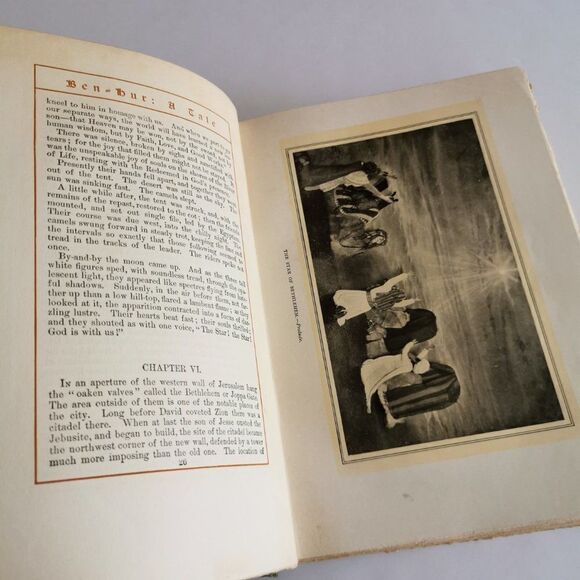 Ben-Hur: A Tale
kneel to him in homage with us. And when we part to go
our separate ways, the world will have learned a new
son—that Heaven may be won, not by the sword, not by
human wisdom, but by Faith, Love, and Good Works."
There was silence, broken by sighs and sanctified with
tears; for the joy that filled them might not be stayed. It
was the unspeakable joy of souls on the shores of the River
of Life, resting with the Redeemed in God's presence.
Presently their hands fell apart, and together they went
out of the tent. The desert was still as the sky. The
sun was sinking fast. The camels slept.
A little while after, the tent was struck, and, with the
remains of the repast, restored to the cot; then the friends
mounted, and set out single file, led by the Egyptian.
Their course was due west, into the chilly night. The
camels swung forward in steady trot, keeping the line and
the intervals so exactly that those following seemed to
tread in the tracks of the leader. The riders spoke not
once.
By-and-by the moon came up. And as the three tall
white figures sped, with soundless tread, through the opa-
lescent light, they appeared like spectres flying from hate-
ful shadows. Suddenly, in the air before them, not far-
ther up than a low hill-top, flared a lambent flame; as they
looked at it, the apparition contracted into a focus of daz-
zling lustre. Their hearts beat fast; their souls thrilled;
and they shouted as with one voice, "The Star! the Star!
God is with us!"
CHAPTER VI.
In an aperture of the western wall of Jerusalem hang
the "oaken valves" called the Bethlehem or Joppa Gate.
The area outside of them is one of the notable places of
the city. Long before David coveted Zion there was a
citadel there. When at last the son of Jesse ousted the
Jebusite, and began to build, the site of the citadel became
the northwest corner of the new wall, defended by a tower
much more imposing than the old one. The location of
26
THE STAR OF BETHLEHEM.—Prelude.